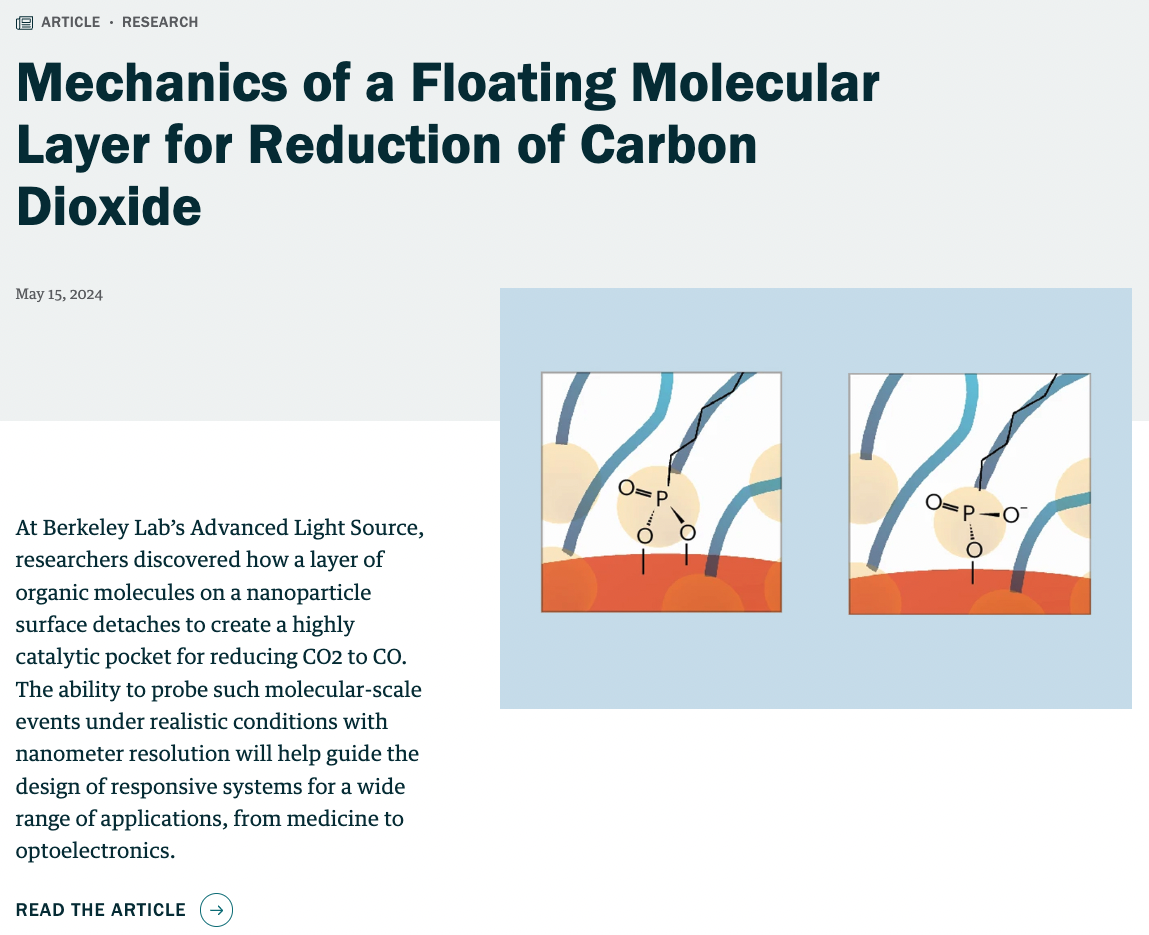 ARTICLE · RESEARCH
Mechanics of a Floating Molecular
Layer for Reduction of Carbon
Dioxide
May 15, 2024
O
P
O
O
O
P
O⁻
O
At Berkeley Lab’s Advanced Light Source,
researchers discovered how a layer of
organic molecules on a nanoparticle
surface detaches to create a highly
catalytic pocket for reducing CO2 to CO.
The ability to probe such molecular-scale
events under realistic conditions with
nanometer resolution will help guide the
design of responsive systems for a wide
range of applications, from medicine to
optoelectronics.
READ THE ARTICLE